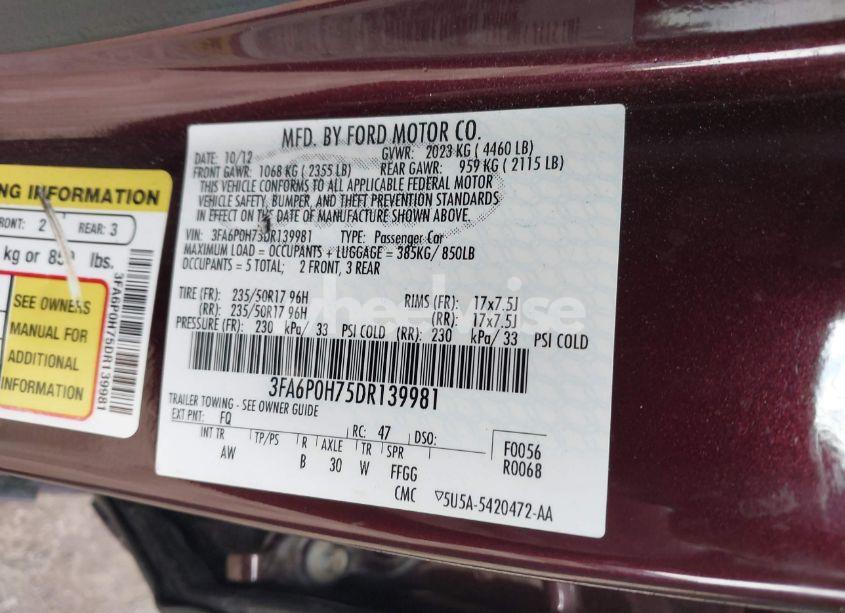 MFD. BY FORD MOTOR CO.
DATE: 10/12 GVWR: 2023 KG ( 4460 LB)
FRONT GAWR: 1068 KG ( 2355 LB) REAR GAWR: 959 KG ( 2115 LB)
THIS VEHICLE CONFORMS TO ALL APPLICABLE FEDERAL MOTOR
VEHICLE SAFETY, BUMPER, AND THEFT PREVENTION STANDARDS
IN EFFECT ON THE DATE OF MANUFACTURE SHOWN ABOVE.
VIN: 3FA6P0H75DR139981 TYPE: Passenger Car
MAXIMUM LOAD = OCCUPANTS + LUGGAGE = 385KG/850LB
OCCUPANTS = 5 TOTAL; 2 FRONT, 3 REAR
TIRE (FR): 235/50R17 96H RIMS (FR): 17x7.5J
(RR): 235/50R17 96H (RR): 17x7.5J
PRESSURE (FR): 230 kPa/ 33 PSI COLD (RR): 230 kPa/ 33 PSI COLD
3FA6P0H75DR139981
TRAILER TOWING - SEE OWNER GUIDE
EXT PNT: FQ RC: 47 DSO: F0056
INT TR TP/PS R AXLE TR SPR R0068
AW B 30 W FFGG
CMC ▽5U5A-5420472-AA
INFORMATION
FRONT: 2 REAR: 3
kg or 850 lbs.
SEE OWNERS
MANUAL FOR
ADDITIONAL
INFORMATION
3FA6P0H75DR139981
wheelwise